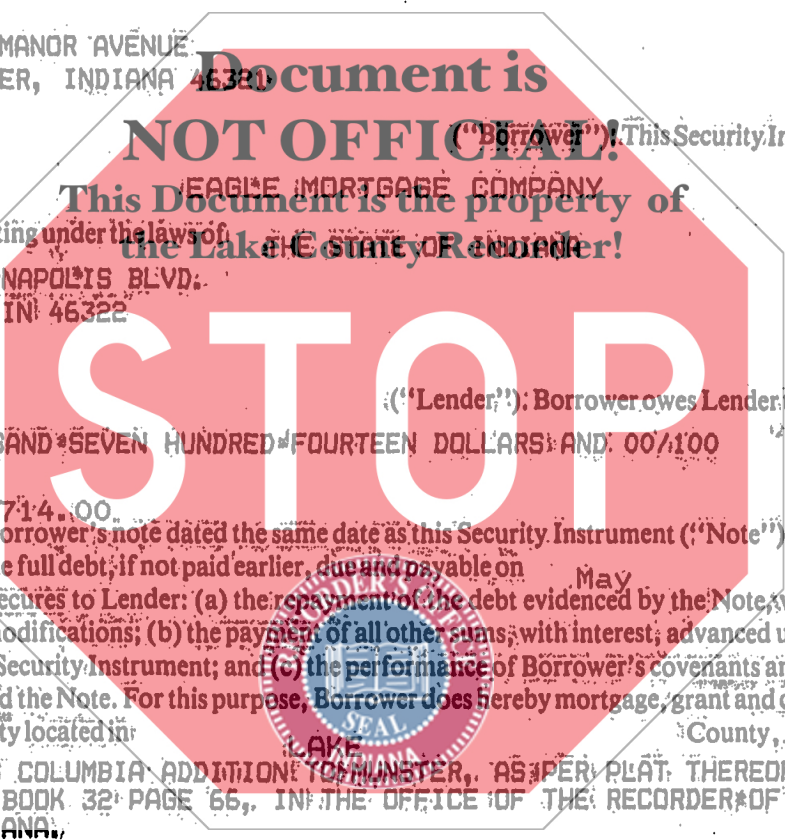 MANOR AVENUE
ER, INDIANA 46321
Document is
NOT OFFICIAL!
("Borrower"). This Security In
This Document is the property of
EAGLE MORTGAGE COMPANY
the Lake County Recorder!
ting under the laws of THE STATE OF INDIANA
NAPOLIS BLVD.
IN 46322
STOP
("Lender"). Borrower owes Lender
SAND SEVEN HUNDRED FOURTEEN DOLLARS AND 00/100
714.00
orrower's note dated the same date as this Security Instrument ("Note")
e full debt, if not paid earlier, due and payable on May
ecures to Lender: (a) the repayment of the debt evidenced by the Note,
odifications; (b) the payment of all other sums, with interest, advanced u
Security Instrument; and (c) the performance of Borrower's covenants an
d the Note. For this purpose, Borrower does hereby mortgage, grant and
ty located in LAKE County,
COLUMBIA ADDITION TO MUNSTER, AS PER PLAT THEREOF
BOOK 32 PAGE 66, IN THE OFFICE OF THE RECORDER OF
ANA.
RECORDER'S OFFICE
SEAL
INDIANA